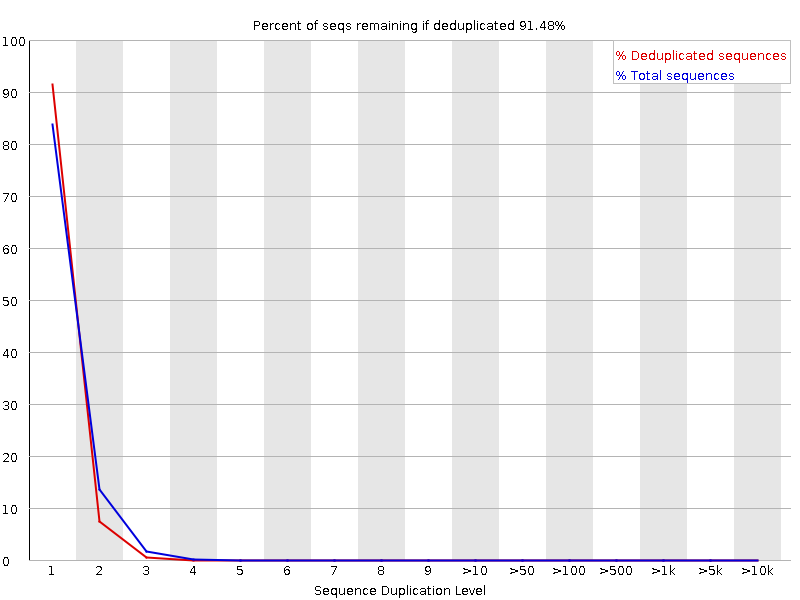 Percent of seqs remaining if deduplicated 91.48%
% Deduplicated sequences
% Total sequences
100
90
80
70
60
50
40
30
20
10
0
1 2 3 4 5 6 7 8 9 >10 >50 >100 >500 >1k >5k >10k
Sequence Duplication Level